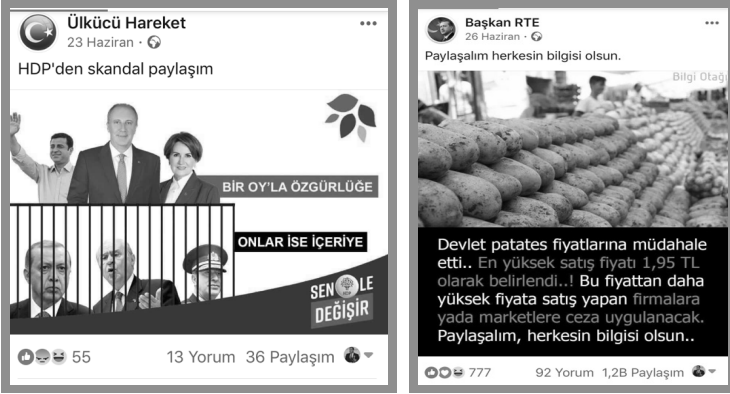 Ülkücü Hareket
23 Haziran ·
HDP'den skandal paylaşım
BİR OY'LA ÖZGÜRLÜĞE
ONLAR İSE İÇERİYE
SEN LE
DEĞİŞİR
55
13 Yorum 36 Paylaşım
Başkan RTE
26 Haziran ·
Paylaşalım herkesin bilgisi olsun.
Bilgi Otağı
Devlet patates fiyatlarına müdahale
etti.. En yüksek satış fiyatı 1,95 TL
olarak belirlendi..! Bu fiyattan daha
yüksek fiyata satış yapan firmalara
yada marketlere ceza uygulanacak.
Paylaşalım, herkesin bilgisi olsun..
777
92 Yorum 1,2B Paylaşım